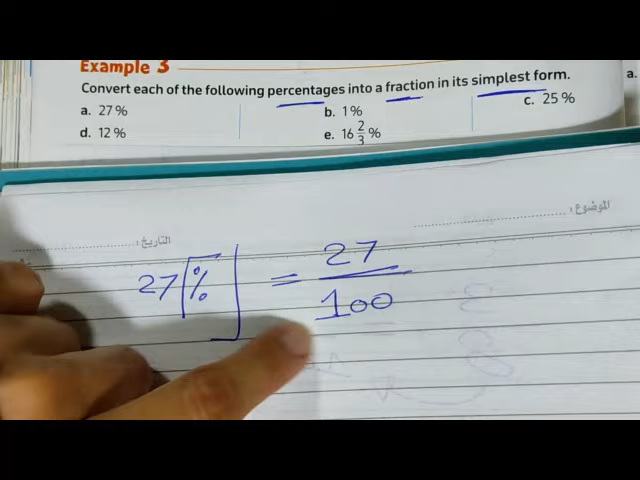 Example 3
a.
Convert each of the following percentages into a fraction in its simplest form.
a. 27 %
b. 1 %
c. 25 %
d. 12 %
e. 16 2/3 %
الموضوع :
التاريخ :
27 % = 27/100